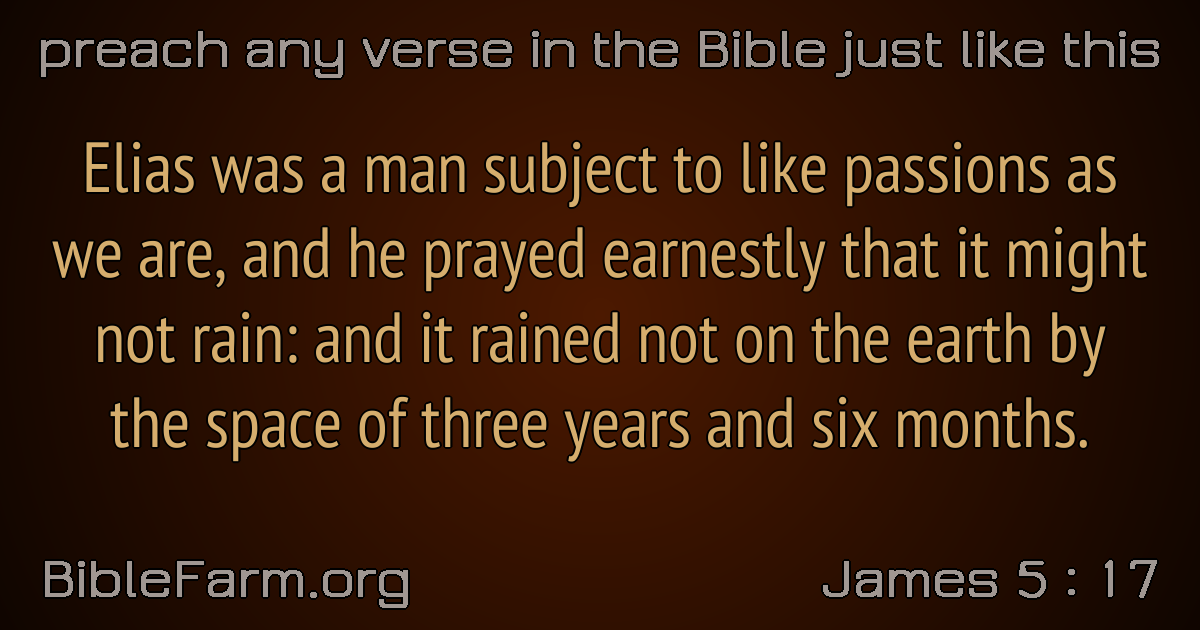 preach any verse in the Bible just like this
Elias was a man subject to like passions as
we are, and he prayed earnestly that it might
not rain: and it rained not on the earth by
the space of three years and six months.
BibleFarm.org
James 5 : 17